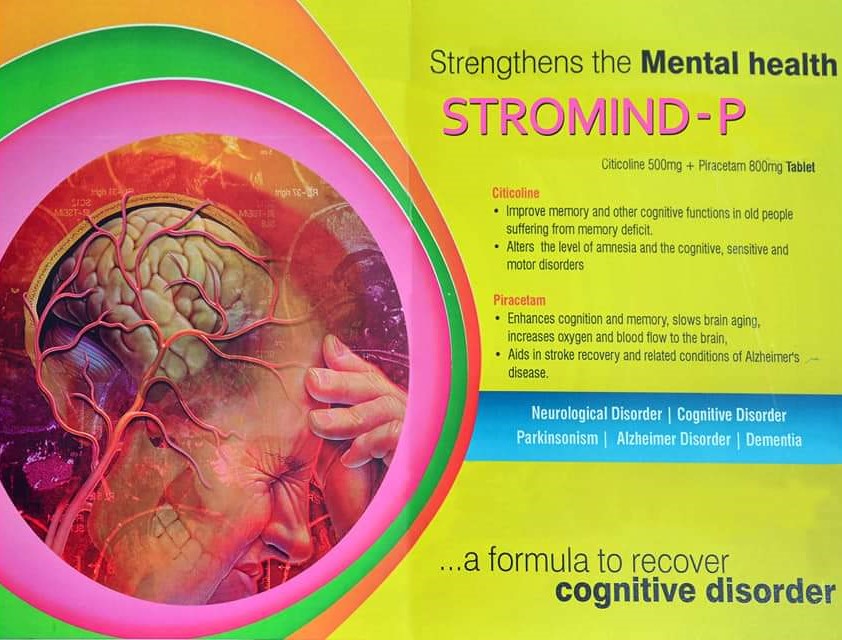 Strengthens the Mental health
STROMIND-P
Citicoline 500mg + Piracetam 800mg Tablet
Citicoline
• Improve memory and other cognitive functions in old people
suffering from memory deficit.
• Alters the level of amnesia and the cognitive, sensitive and
motor disorders
Piracetam
• Enhances cognition and memory, slows brain aging,
increases oxygen and blood flow to the brain,
• Aids in stroke recovery and related conditions of Alzheimer's
disease.
Neurological Disorder | Cognitive Disorder
Parkinsonism | Alzheimer Disorder | Dementia
...a formula to recover
cognitive disorder